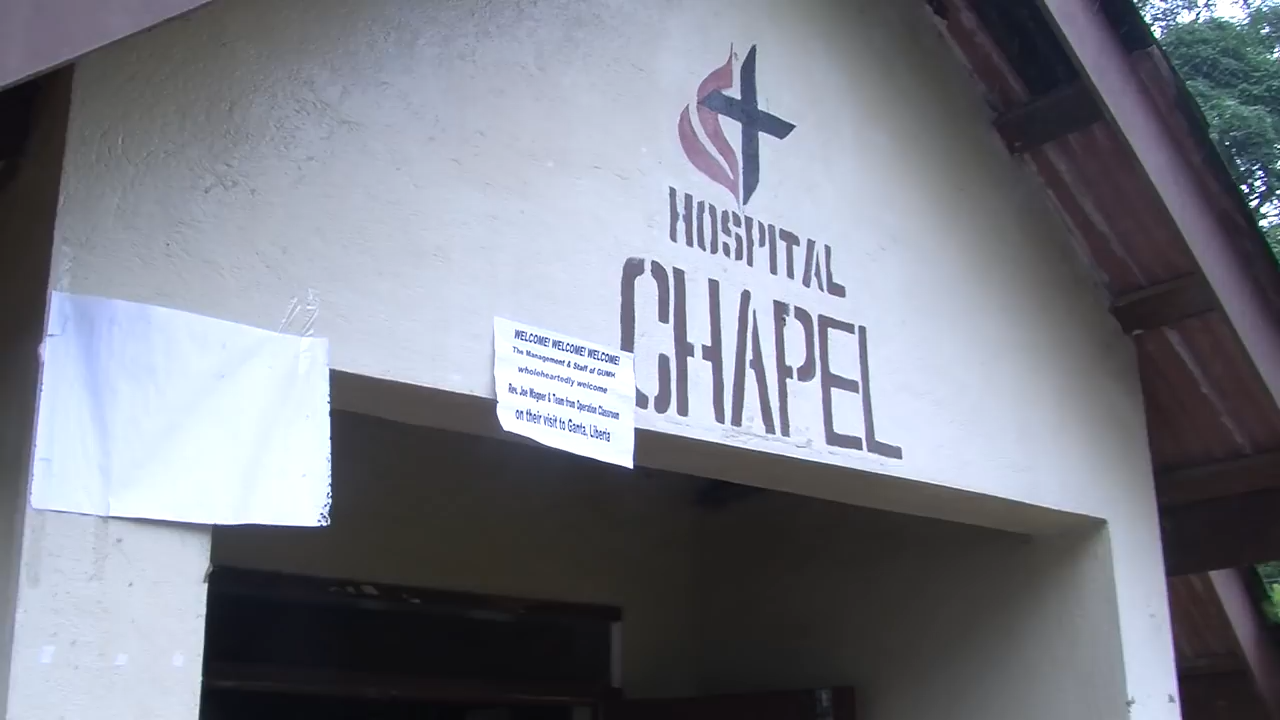 HOSPITAL
CHAPEL
WELCOME! WELCOME! WELCOME!
The Management & Staff of GUMH
wholeheartedly welcome
Rev. Joe Wagner & Team from Operation Classroom
on their visit to Ganta, Liberia